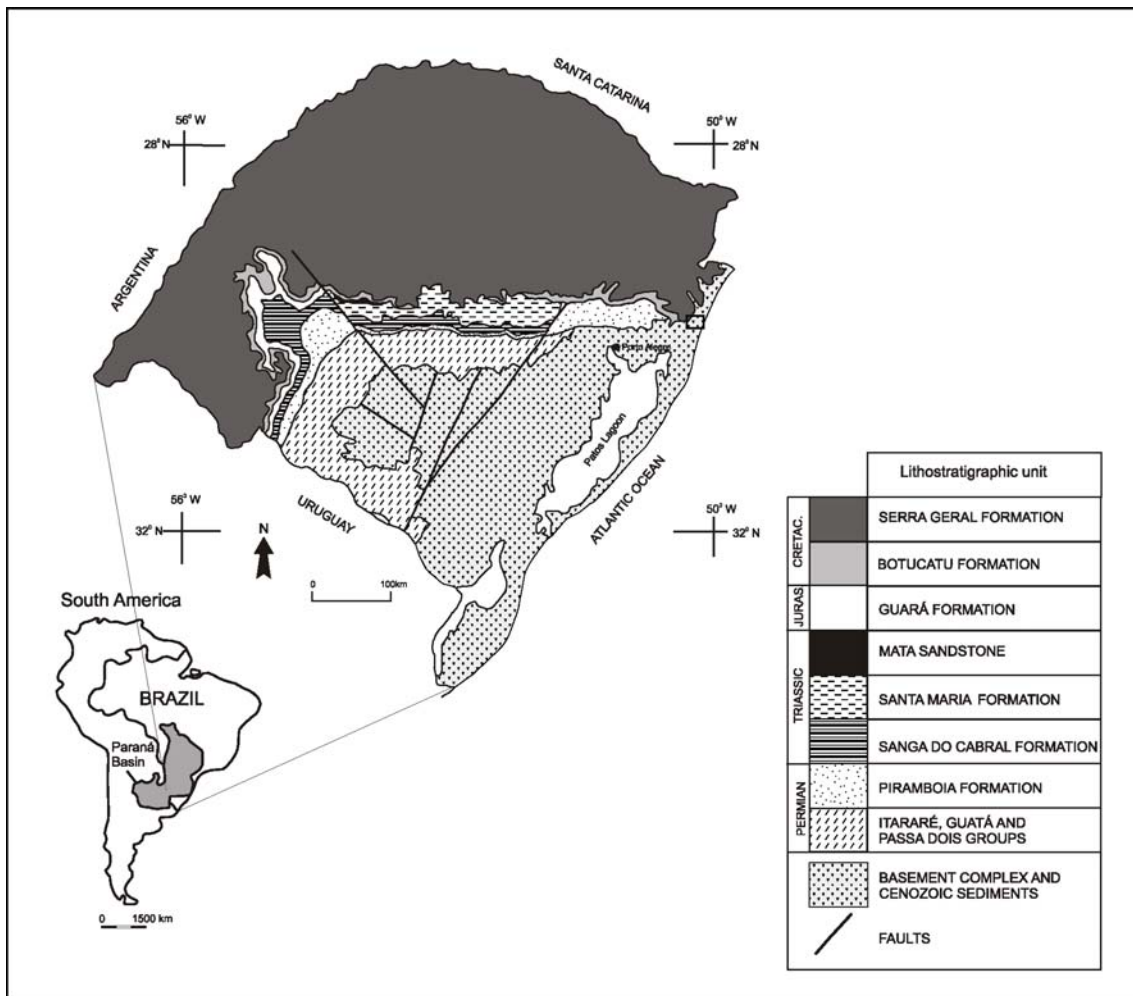 SANTA CATARINA
56° W
28° N
50° W
28° N
ARGENTINA
Porto Alegre
Patos Lagoon
ATLANTIC OCEAN
URUGUAY
56° W
32° N
N
0 100km
50° W
32° N
South America
BRAZIL
Paraná
Basin
0 1500 km
Lithostratigraphic unit
CRETAC.
SERRA GERAL FORMATION
BOTUCATU FORMATION
JURAS
GUARÁ FORMATION
TRIASSIC
MATA SANDSTONE
SANTA MARIA FORMATION
SANGA DO CABRAL FORMATION
PERMIAN
PIRAMBOIA FORMATION
ITARARÉ, GUATÁ AND
PASSA DOIS GROUPS
BASEMENT COMPLEX AND
CENOZOIC SEDIMENTS
FAULTS